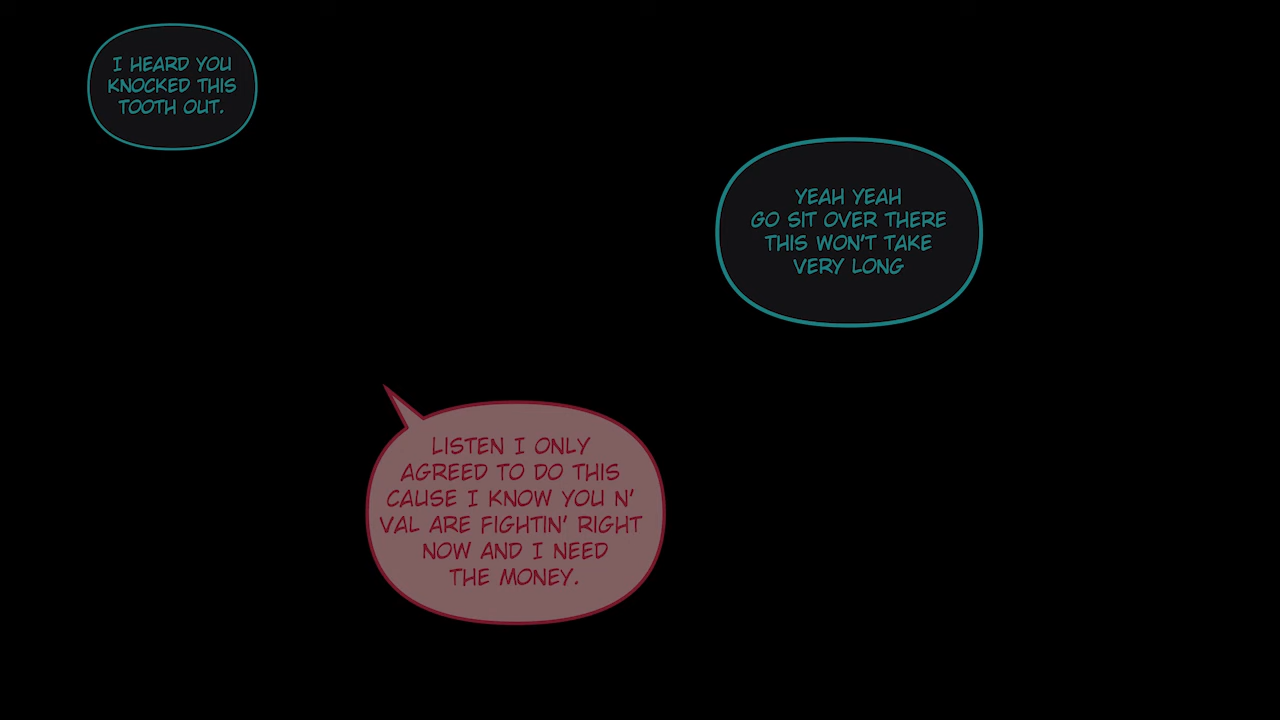 I HEARD YOU
KNOCKED THIS
TOOTH OUT.
YEAH YEAH
GO SIT OVER THERE
THIS WON'T TAKE
VERY LONG
LISTEN I ONLY
AGREED TO DO THIS
CAUSE I KNOW YOU N'
VAL ARE FIGHTIN' RIGHT
NOW AND I NEED
THE MONEY.